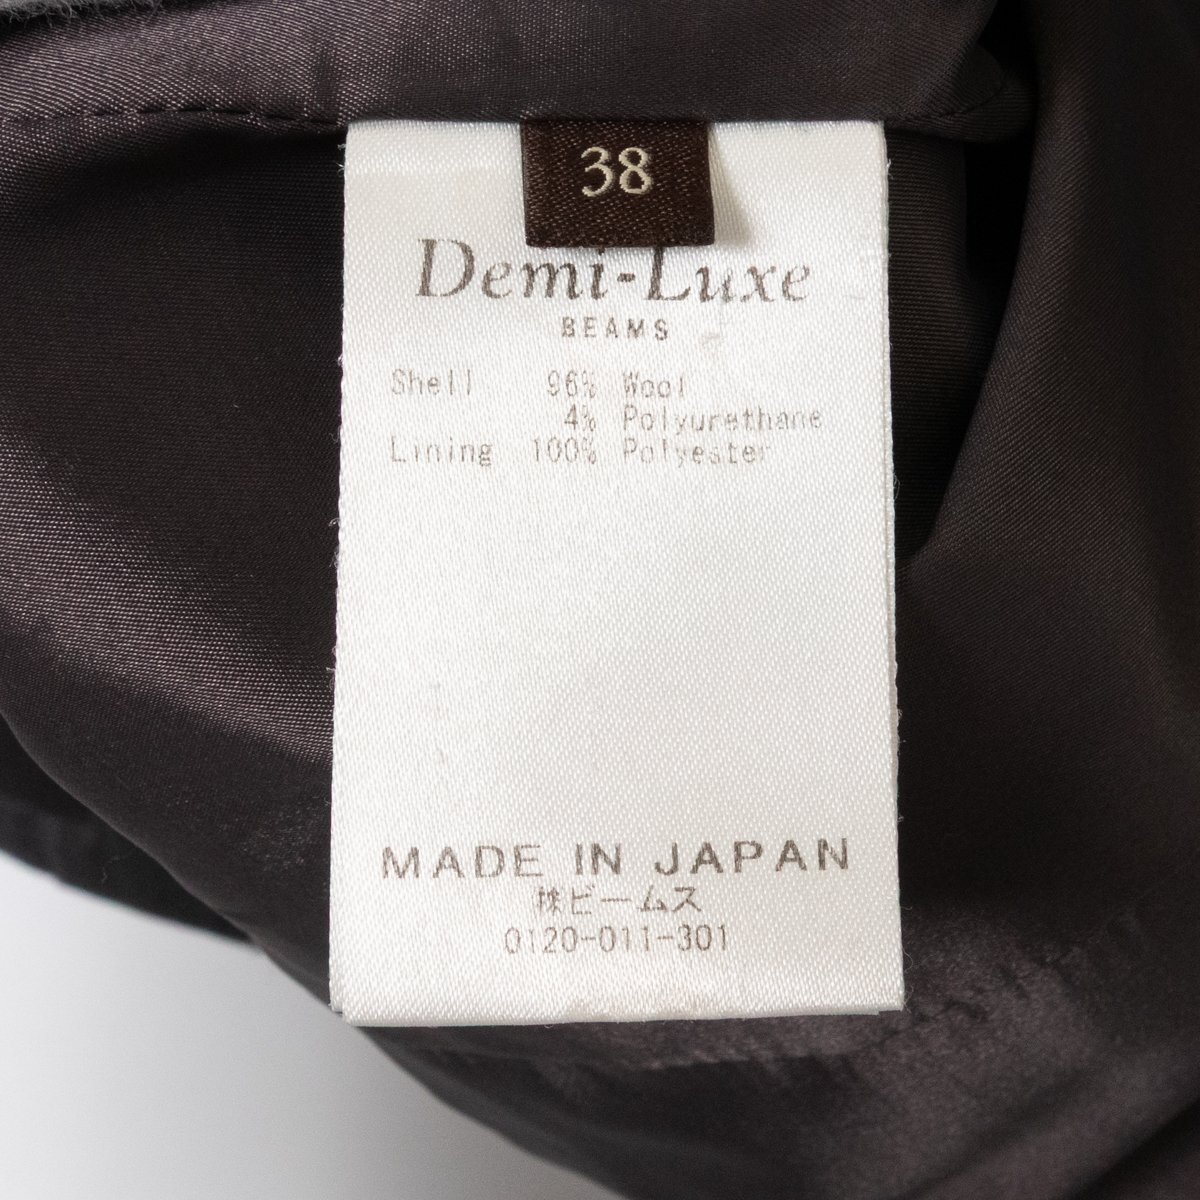 38
Demi-Luxe
BEAMS
Shell 96% Wool
4% Polyurethane
Lining 100% Polyester
MADE IN JAPAN
㈱ビームス
0120-011-301